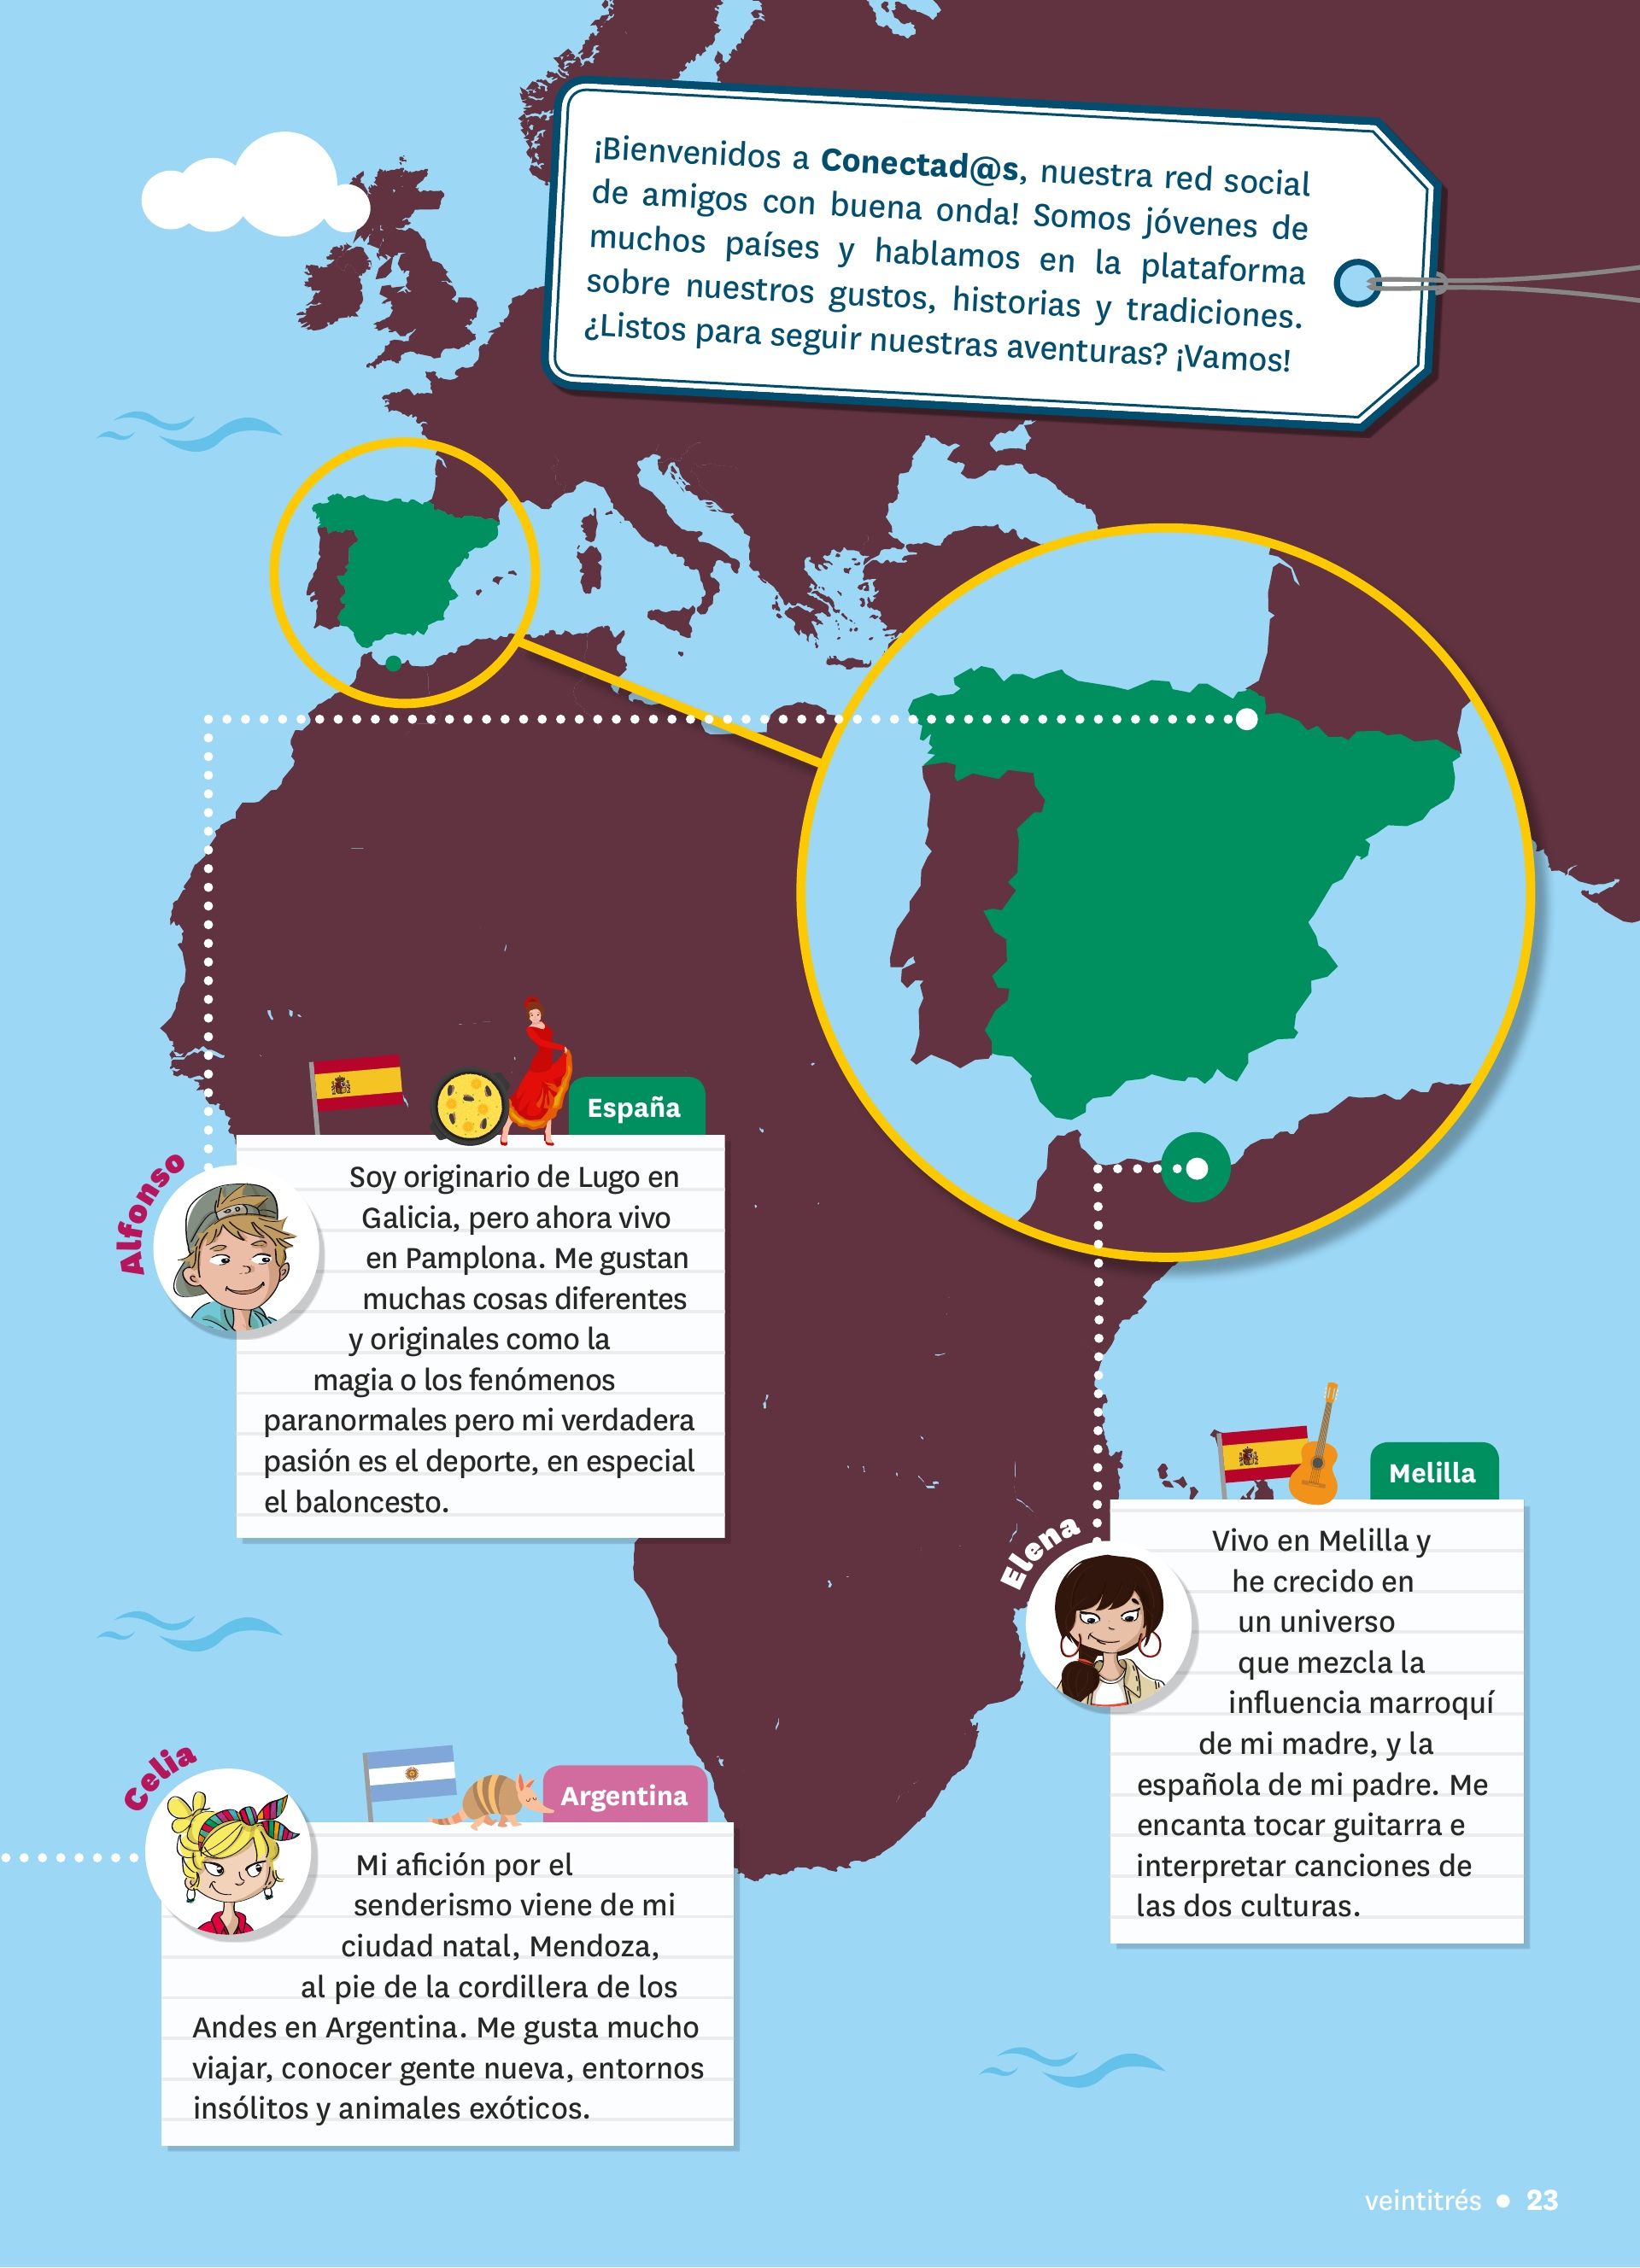 ¡Bienvenidos a Conectad@s, nuestra red social
de amigos con buena onda! Somos jóvenes de
muchos países y hablamos en la plataforma
sobre nuestros gustos, historias y tradiciones.
¿Listos para seguir nuestras aventuras? ¡Vamos!
España
Alfonso
Soy originario de Lugo en
Galicia, pero ahora vivo
en Pamplona. Me gustan
muchas cosas diferentes
y originales como la
magia o los fenómenos
paranormales pero mi verdadera
pasión es el deporte, en especial
el baloncesto.
Melilla
Elena
Vivo en Melilla y
he crecido en
un universo
que mezcla la
influencia marroquí
de mi madre, y la
española de mi padre. Me
encanta tocar guitarra e
interpretar canciones de
las dos culturas.
Argentina
Celia
Mi afición por el
senderismo viene de mi
ciudad natal, Mendoza,
al pie de la cordillera de los
Andes en Argentina. Me gusta mucho
viajar, conocer gente nueva, entornos
insólitos y animales exóticos.
veintitrés • 23